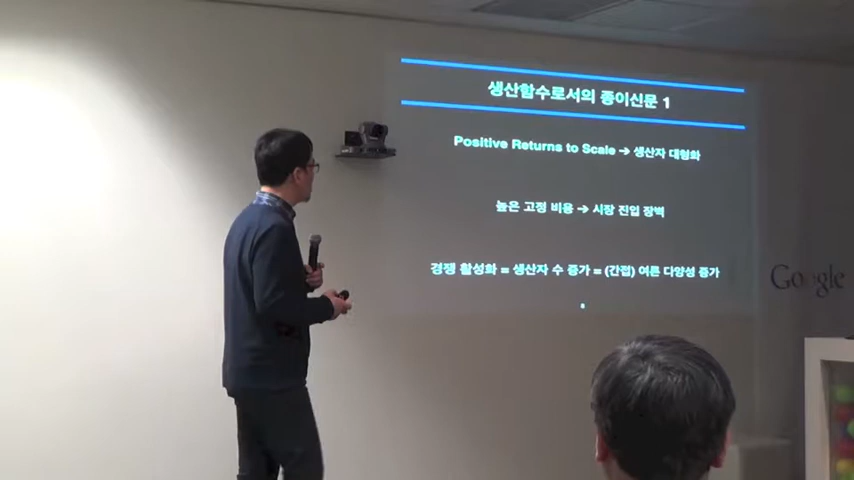 생산함수로서의 종이신문 1
Positive Returns to Scale → 생산자 대형화
높은 고정 비용 → 시장 진입 장벽
경쟁 활성화 = 생산자 수 증가 = (간접) 여론 다양성 증가
Google